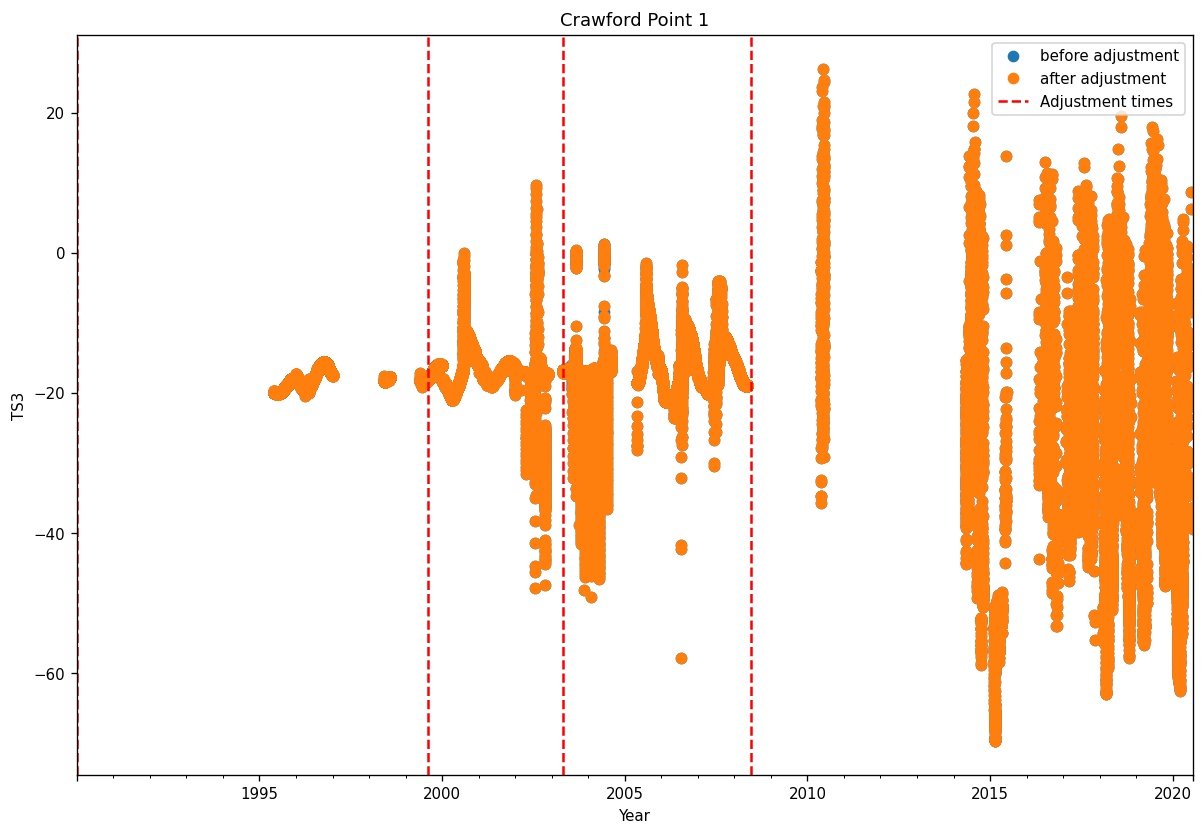 Crawford Point 1
before adjustment
after adjustment
Adjustment times
TS3
20
0
−20
−40
−60
1995
2000
2005
2010
2015
2020
Year